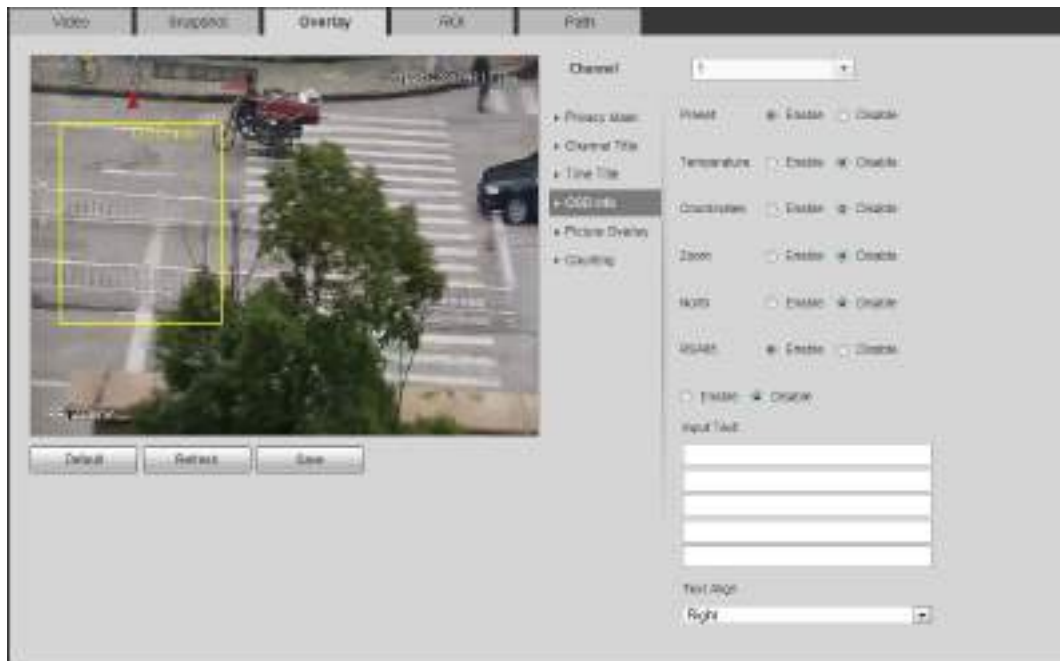 Video Snapshot Overlay ROI Path
Channel 1
Privacy Mask
Channel Title
Time Title
OSD Info
Picture Overlay
Counting
Preset Enable Disable
Temperature Enable Disable
Coordinates Enable Disable
Zoom Enable Disable
North Enable Disable
RS485 Enable Disable
Enable Disable
Input Text
Text Align
Right
Default Refresh Save